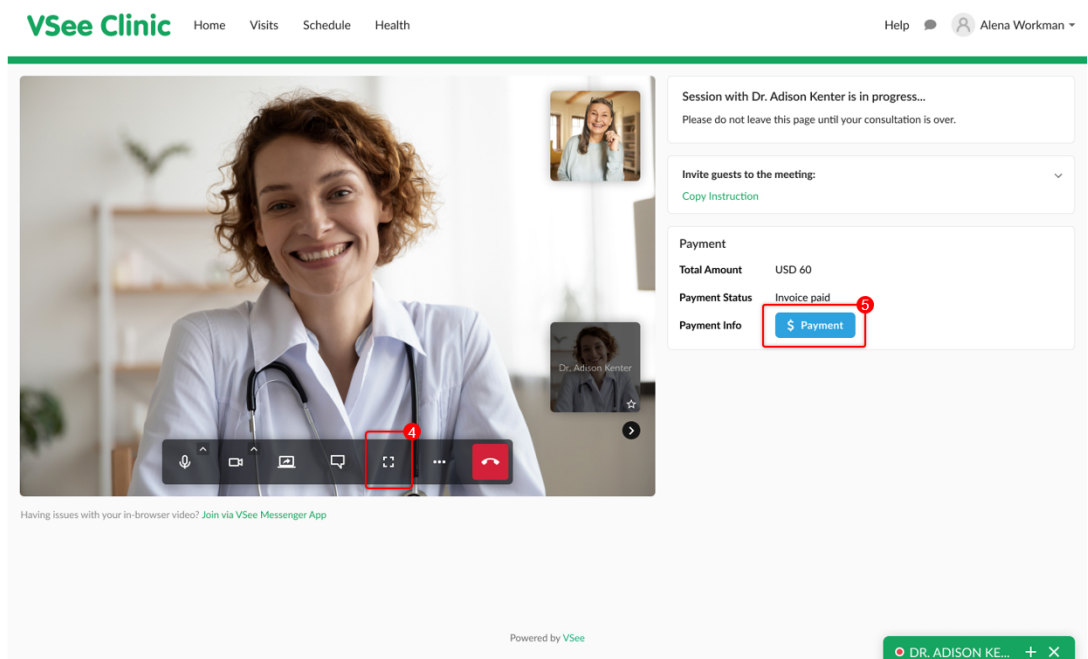 VSee Clinic Home Visits Schedule Health Help Alena Workman
Session with Dr. Adison Kenter is in progress...
Please do not leave this page until your consultation is over.
Invite guests to the meeting:
Copy Instruction
Payment
Total Amount USD 60
Payment Status Invoice paid
5
Payment Info $ Payment
Dr. Adison Kenter
4
Having issues with your in-browser video? Join via VSee Messenger App
Powered by VSee
DR. ADISON KE...